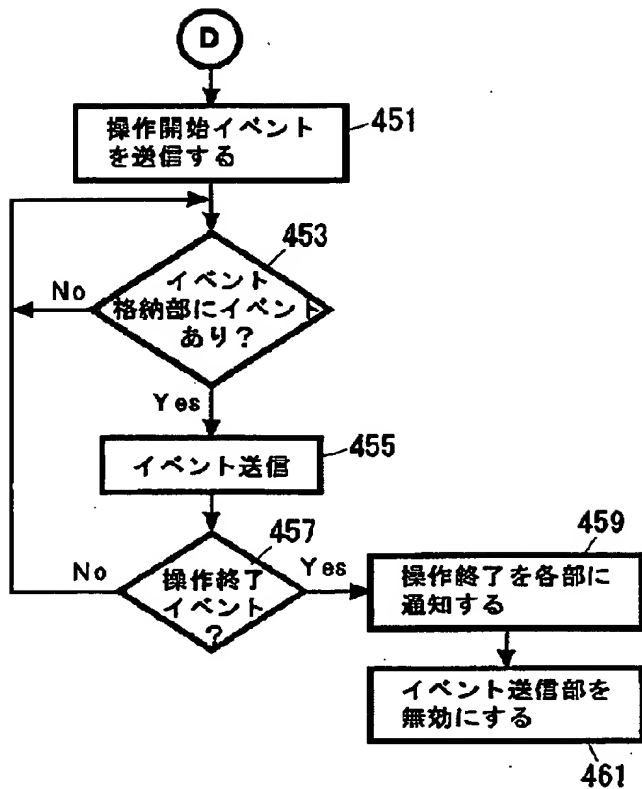 D
操作開始イベント
を送信する
451
453
イベント
格納部にイベント
あり?
No
Yes
455
イベント送信
457
操作終了
イベント
?
No
Yes
459
操作終了を各部に
通知する
イベント送信部を
無効にする
461